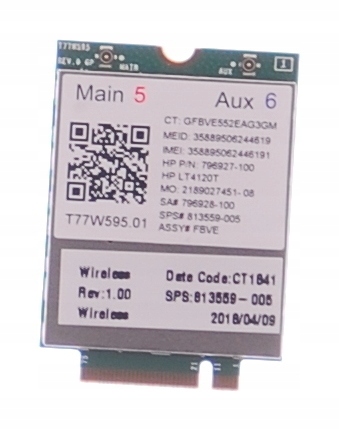 T77W595
REV.0 GP MAIN AUX 1
Main 5 Aux 6
CT: GFBVE552EAG3GM
MEID: 35889506244619
IMEI: 358895062446191
HP P/N: 796927-100
HP LT4120T
MO: 2189027451-08
SA# 796928-100
SPS# 813559-005
ASSY# FBVE
T77W595.01
Wireless Date Code:CT1841
Rev:1.00 SPS:813559-005
Wireless 2018/04/09